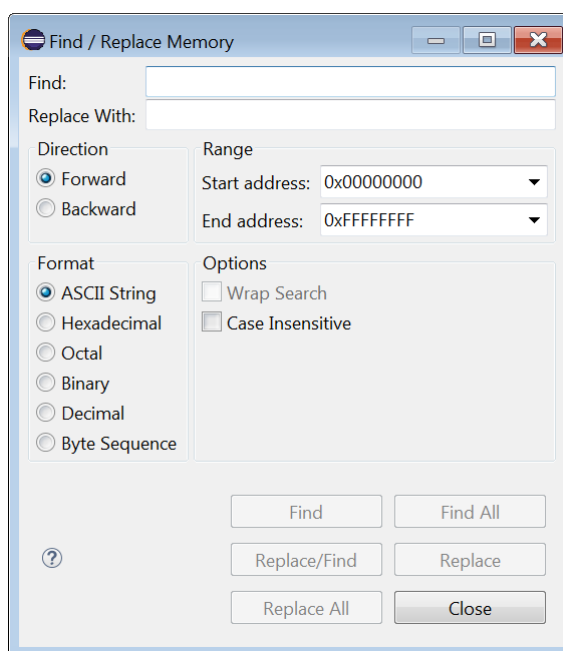 Find / Replace Memory
Find:
Replace With:
Direction
Forward
Backward
Range
Start address: 0x00000000
End address: 0xFFFFFFFF
Format
ASCII String
Hexadecimal
Octal
Binary
Decimal
Byte Sequence
Options
Wrap Search
Case Insensitive
Find Find All
? Replace/Find Replace
Replace All Close